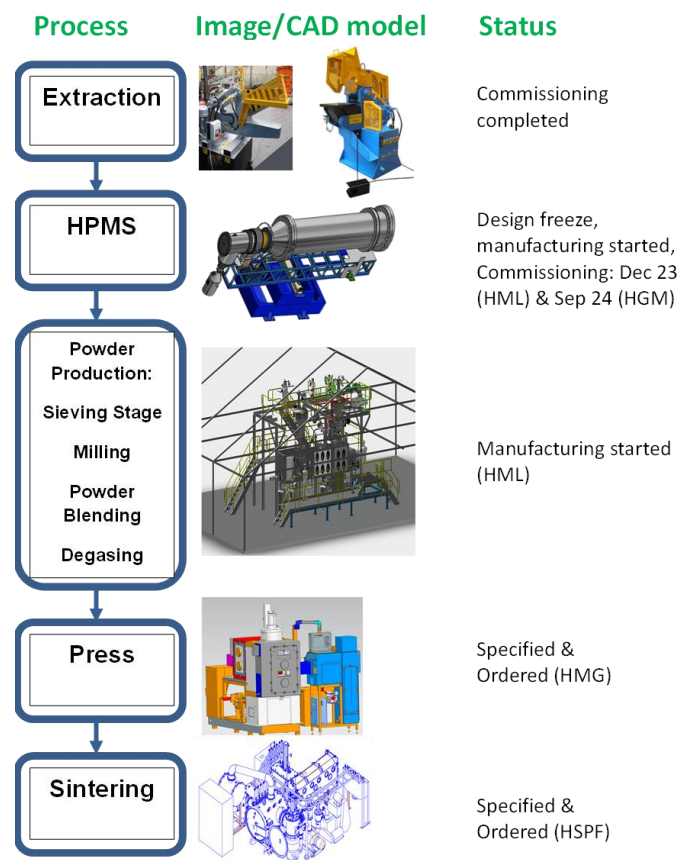 Process
Image/CAD model
Status
Extraction
Commissioning
completed
HPMS
Design freeze,
manufacturing started,
Commissioning: Dec 23
(HML) & Sep 24 (HGM)
Powder
Production:
Sieving Stage
Milling
Powder
Blending
Degasing
Manufacturing started
(HML)
Press
Specified &
Ordered (HMG)
Sintering
Specified &
Ordered (HSPF)